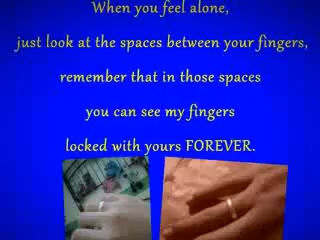 When you feel alone,
just look at the spaces between your fingers,
remember that in those spaces
you can see my fingers
locked with yours FOREVER.